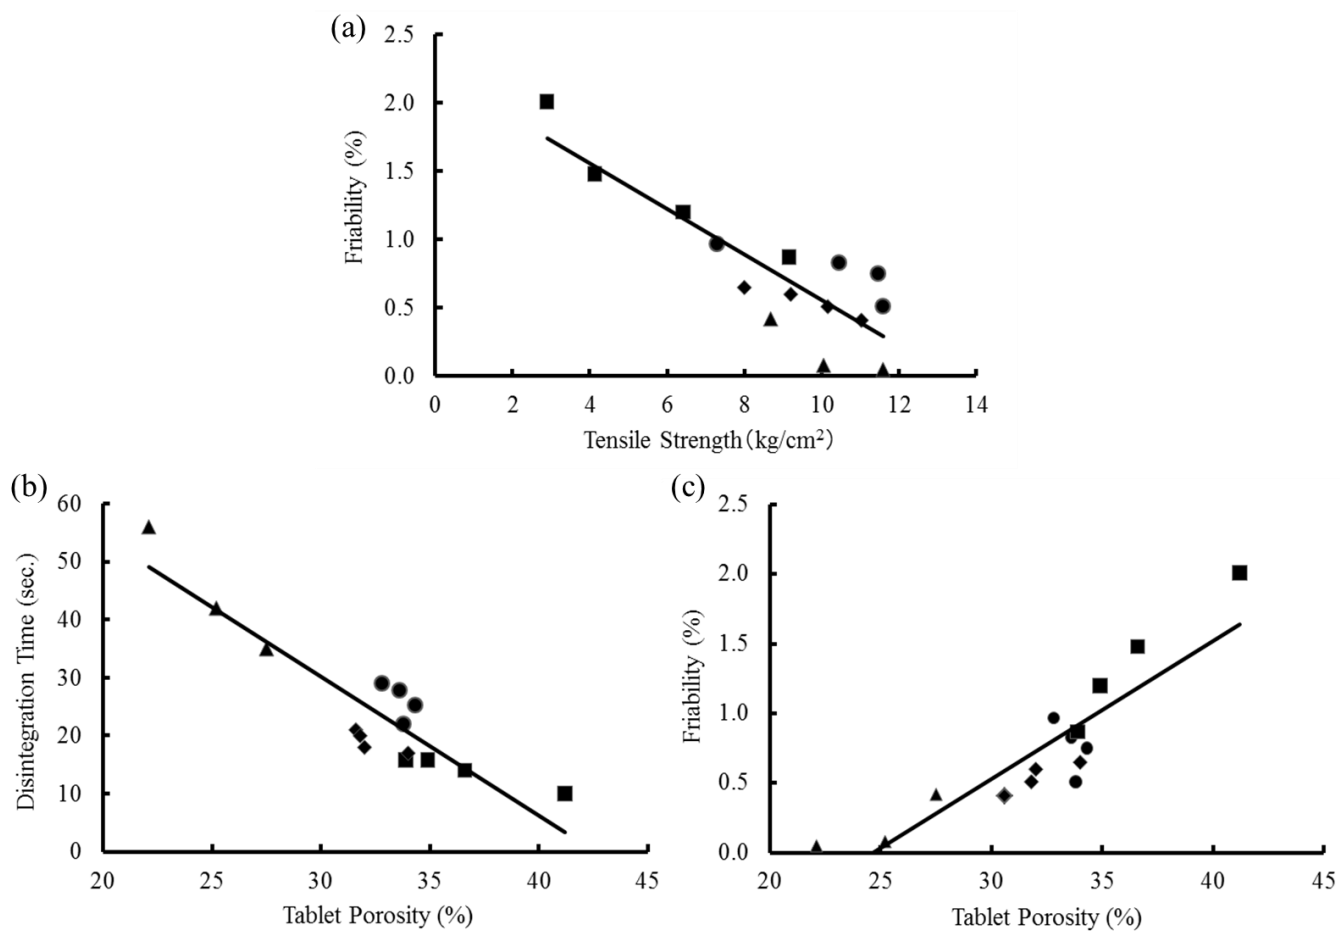 (a)
2.5
2.0
1.5
1.0
0.5
0.0
Friability (%)
0 2 4 6 8 10 12 14
Tensile Strength(kg/cm²)
(b)
60
50
40
30
20
10
0
Disintegration Time (sec.)
20 25 30 35 40 45
Tablet Porosity (%)
(c)
2.5
2.0
1.5
1.0
0.5
0.0
Friability (%)
20 25 30 35 40 45
Tablet Porosity (%)